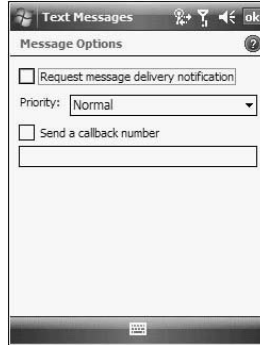 Text Messages ok
Message Options ?
Request message delivery notification
Priority: Normal
Send a callback number